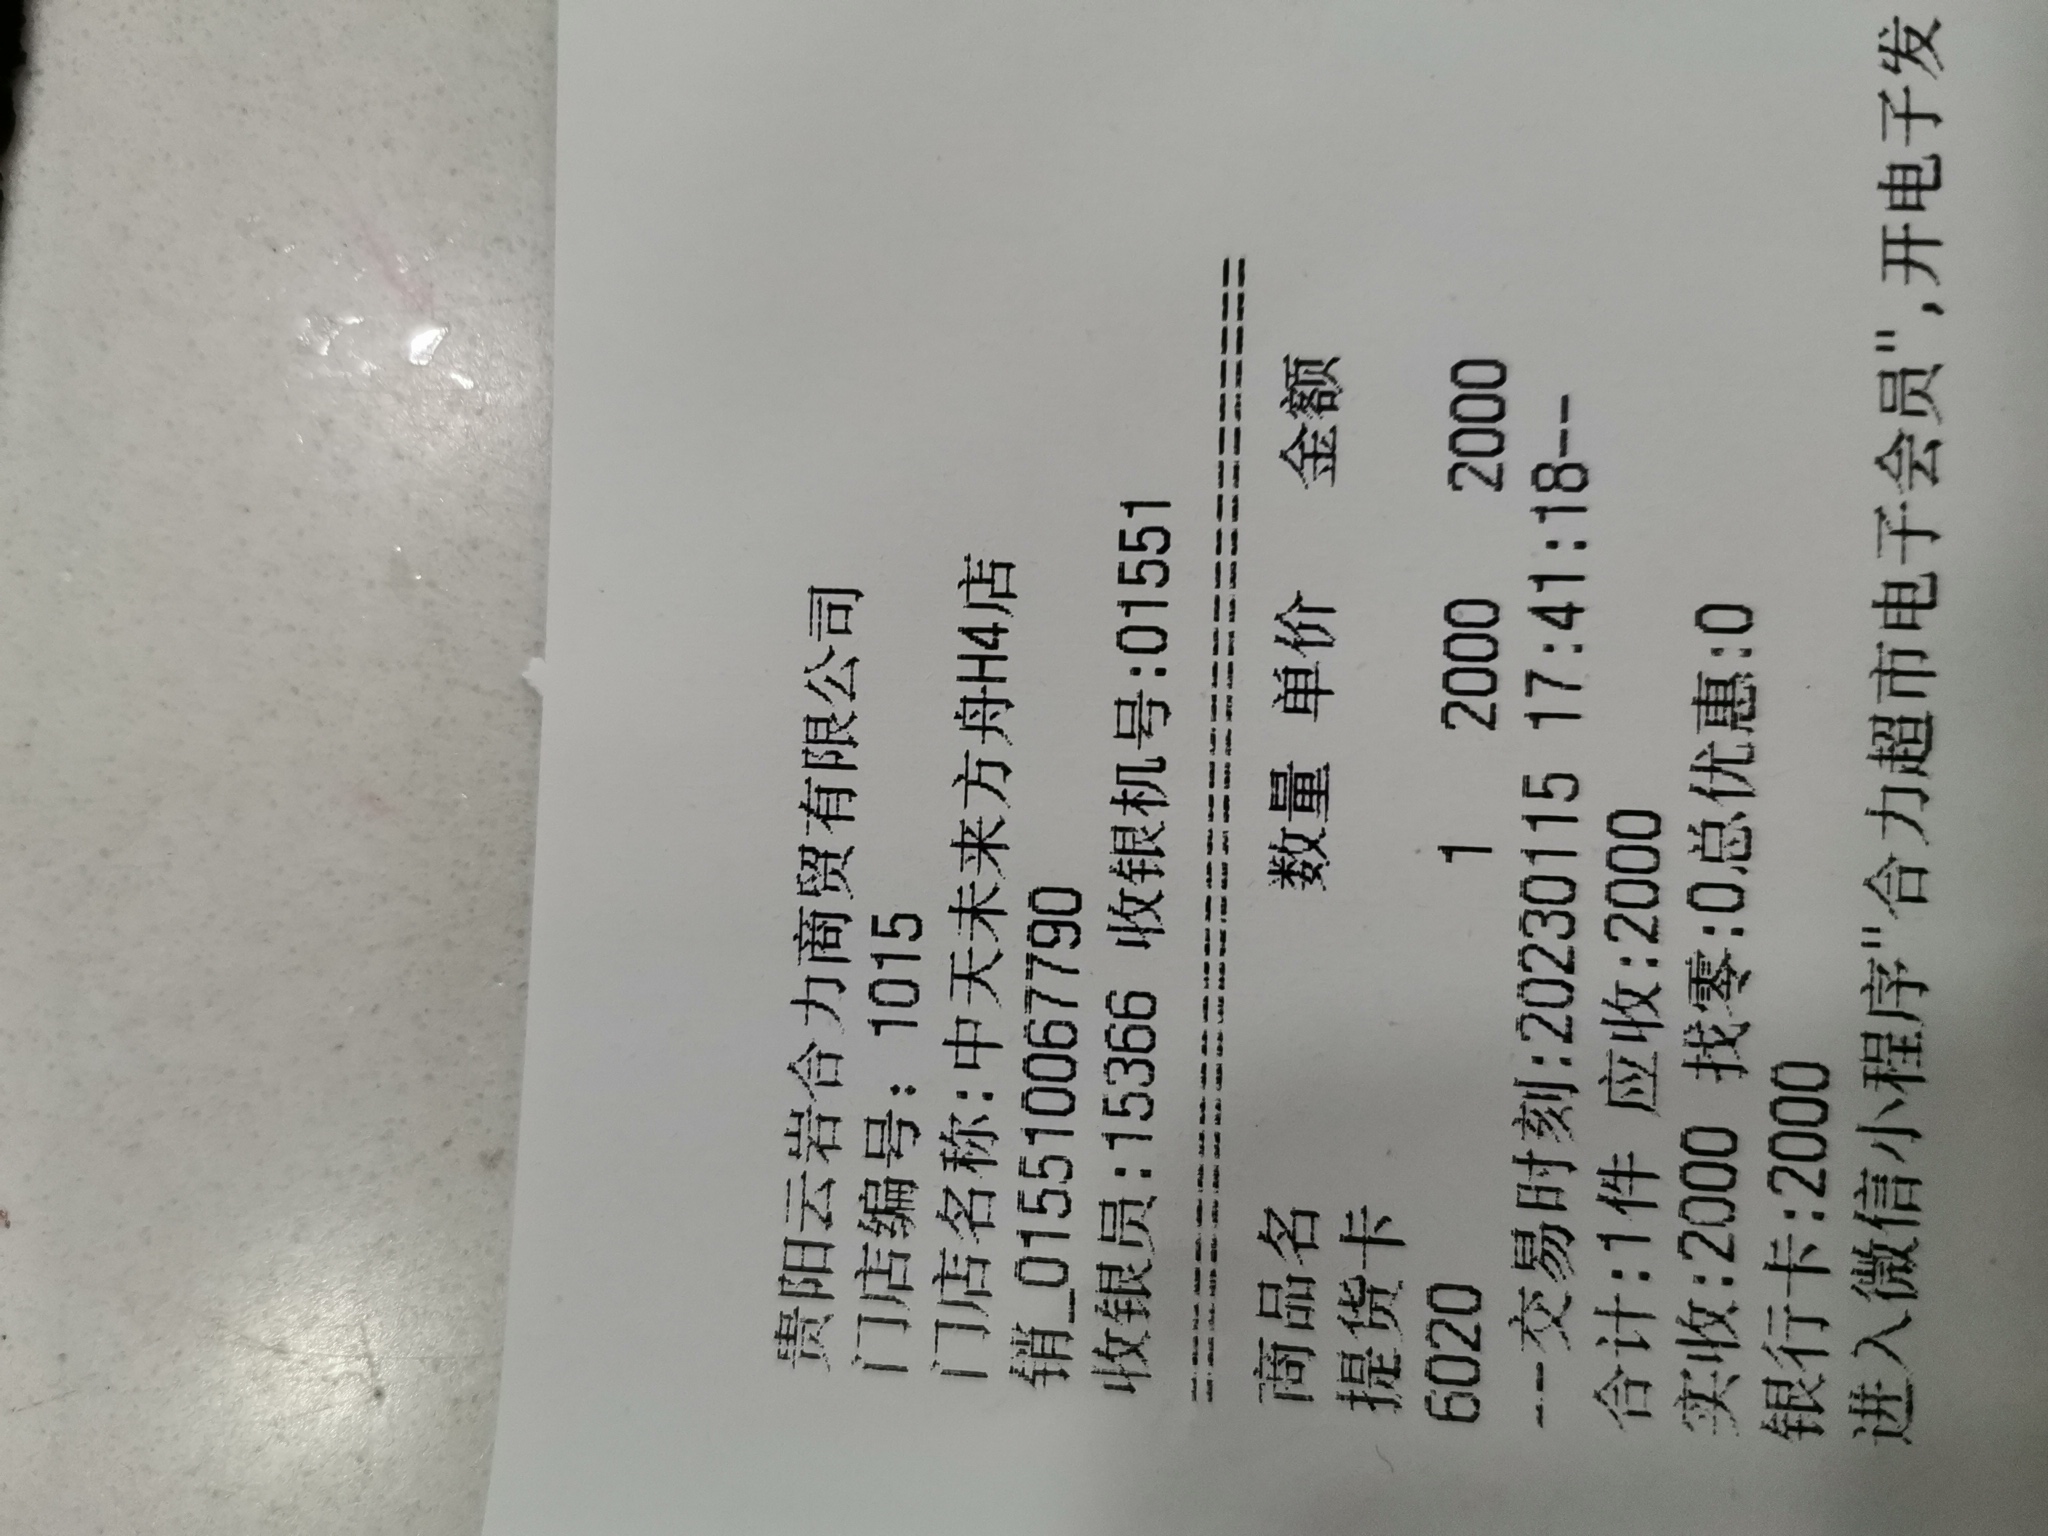 贵阳云岩合力商贸有限公司
门店编号: 1015
门店名称:中天未来方舟H4店
销_015510067790
收银员:15366 收银机号:01551
================================
商品名 数量 单价 金额
提货卡
6020 1 2000 2000
---交易时刻:20230115 17:41:18--
合计:1件 应收:2000
实收:2000 找零:0总优惠:0
银行卡:2000
进入微信小程序"合力超市电子会员",开电子发